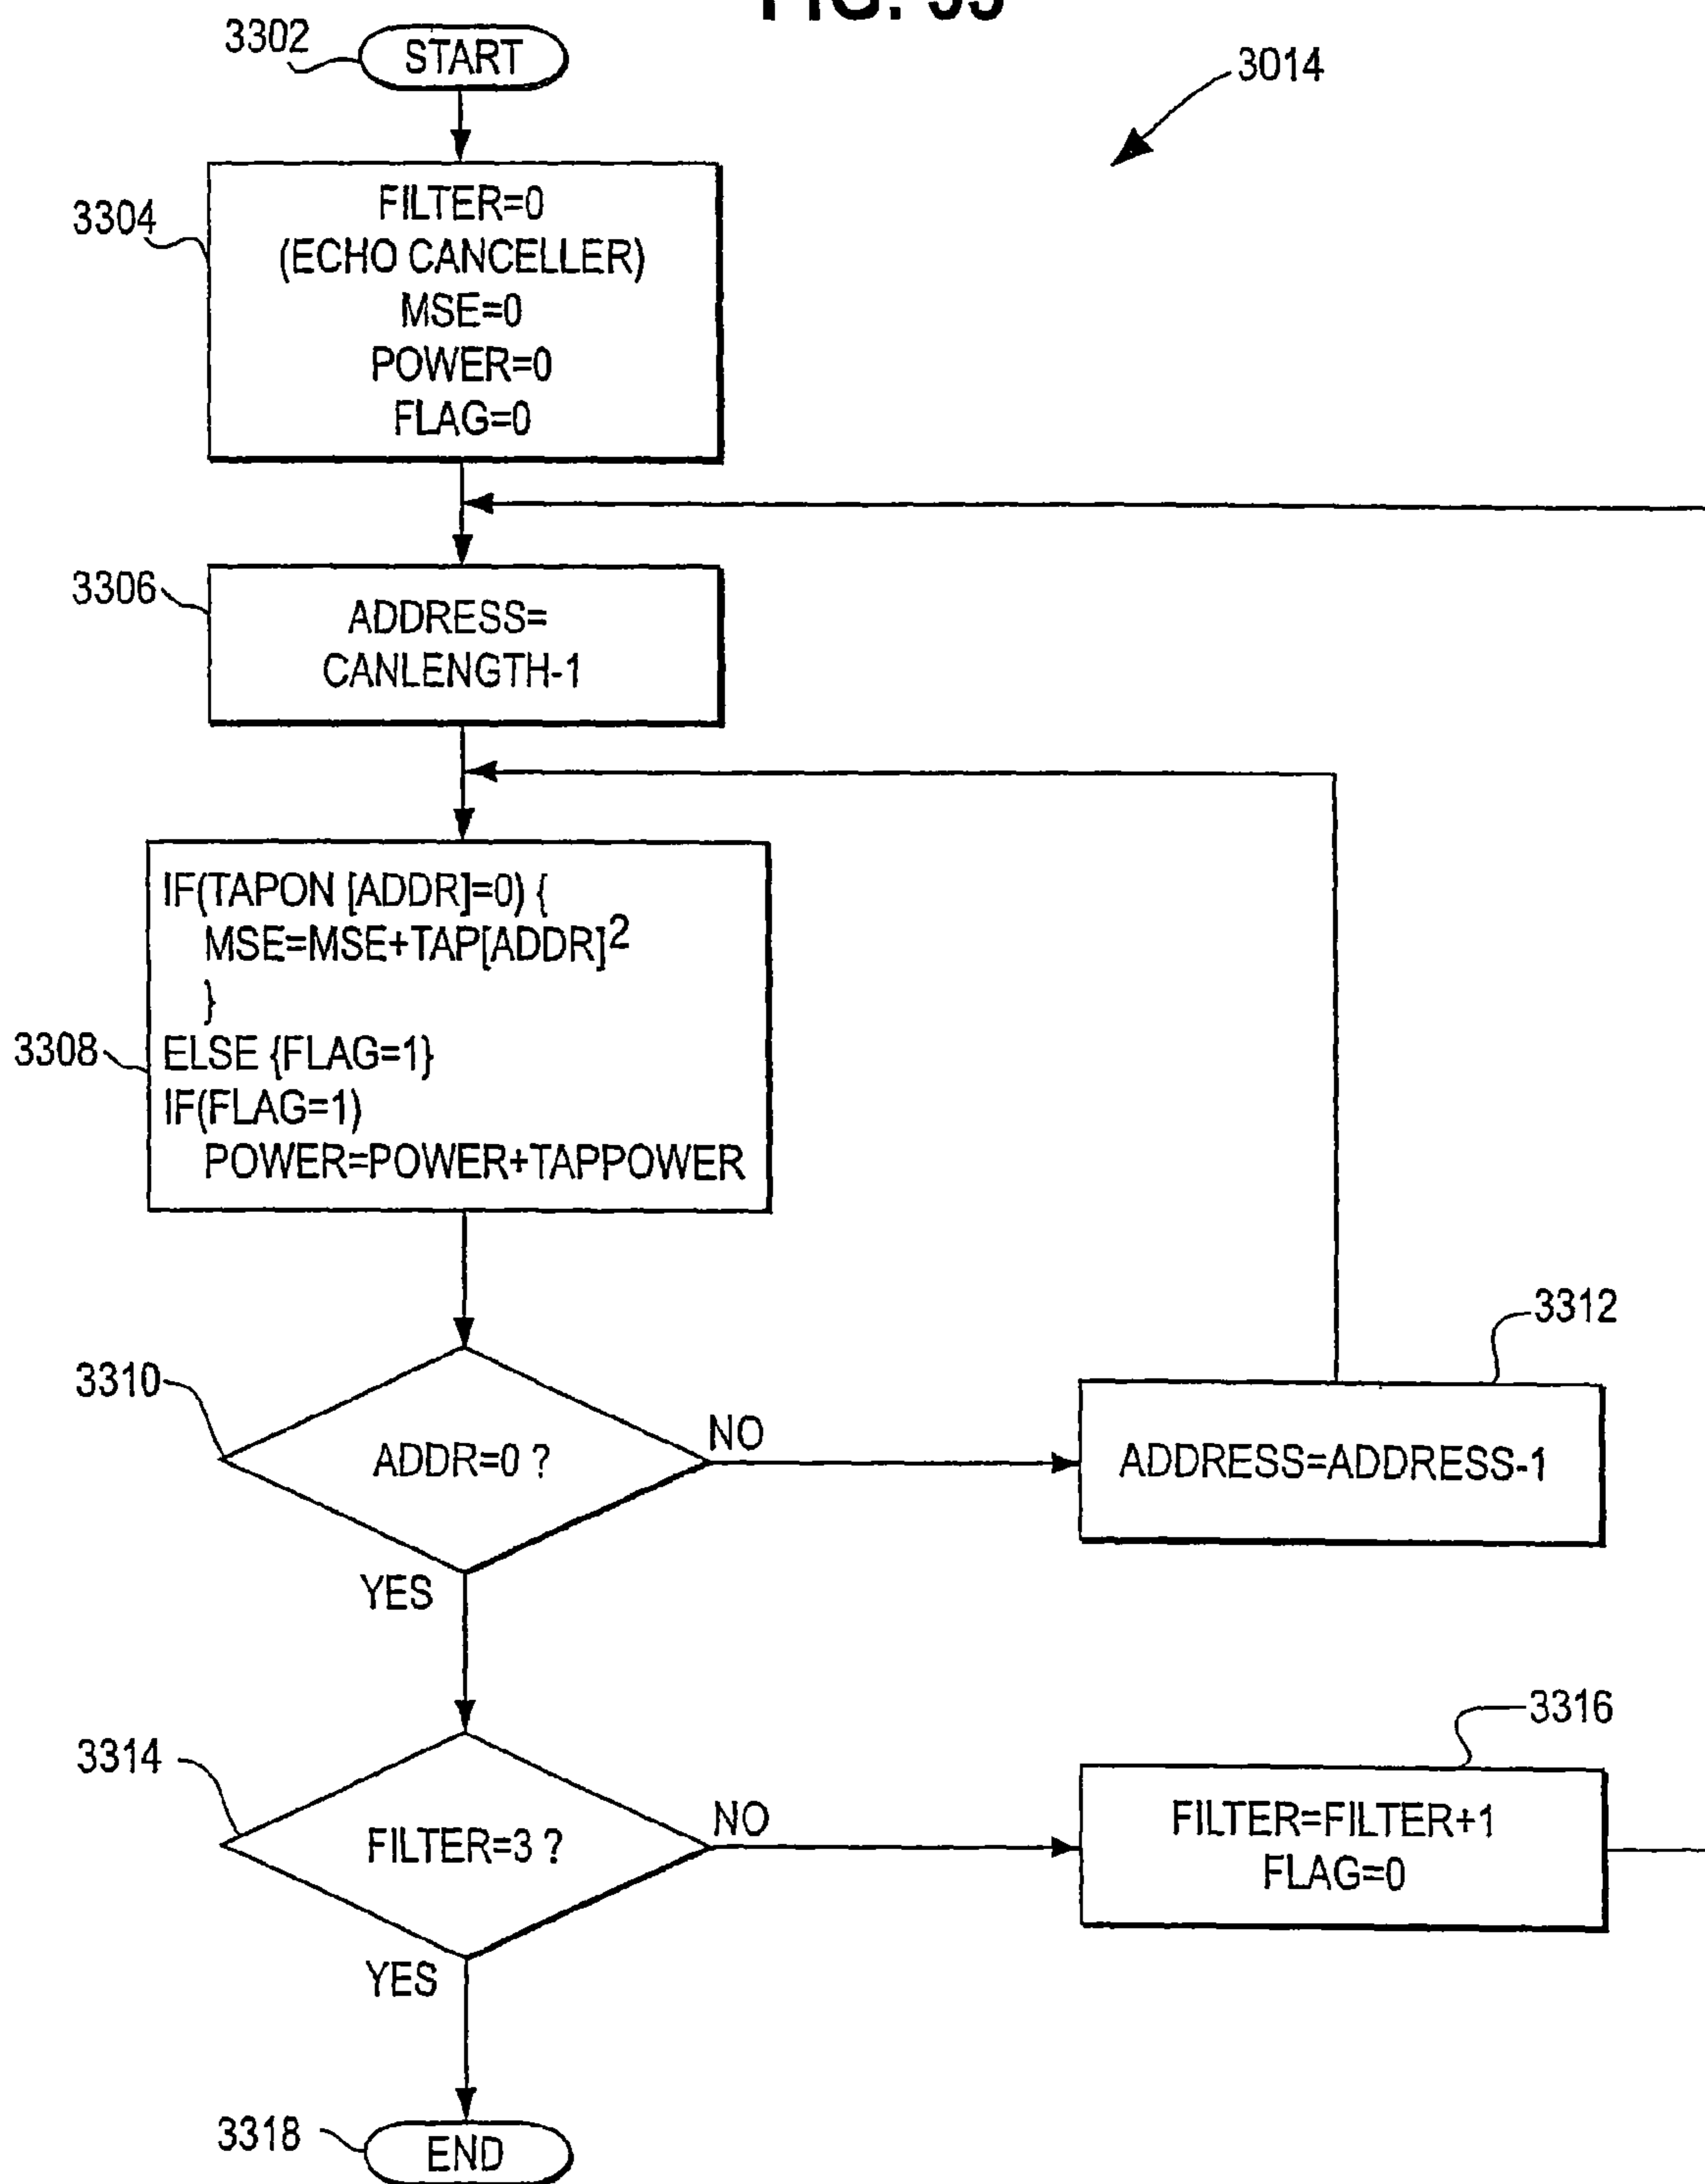 FIG. 33
3302
START
3014
3304
FILTER=0
(ECHO CANCELLER)
MSE=0
POWER=0
FLAG=0
3306
ADDRESS=
CANLENGTH-1
3308
IF(TAPON [ADDR]=0) {
MSE=MSE+TAP[ADDR]2
}
ELSE {FLAG=1}
IF(FLAG=1)
POWER=POWER+TAPPOWER
3310
ADDR=0 ?
NO
YES
3312
ADDRESS=ADDRESS-1
3314
FILTER=3 ?
NO
YES
3316
FILTER=FILTER+1
FLAG=0
3318
END